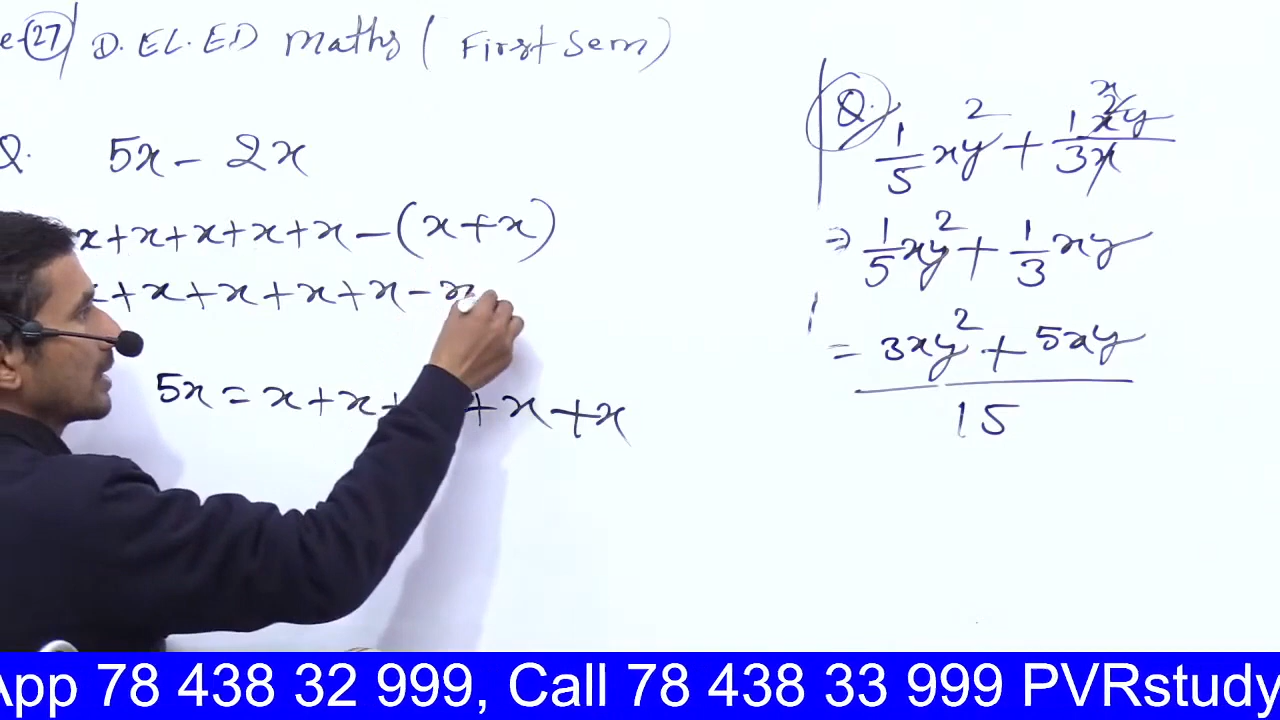 e-27 D.EL.ED Maths ( First Sem)
Q. 5x - 2x
x+x+x+x+x-(x+x)
+x+x+x+x-x
5x = x+x+ +x+x
Q. 1/5 xy² + 1x²y/3x x
⇒ 1/5 xy² + 1/3 xy
= 3xy² + 5xy
15
App 78 438 32 999, Call 78 438 33 999 PVRstudy